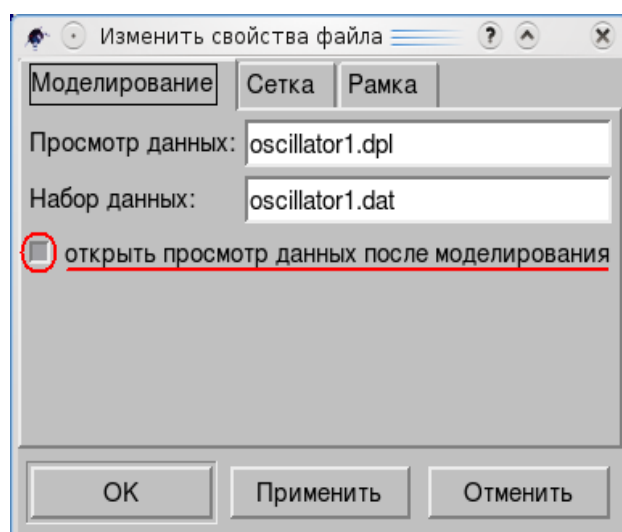 Изменить свойства файла
Моделирование Сетка Рамка
Просмотр данных: oscillator1.dpl
Набор данных: oscillator1.dat
открыть просмотр данных после моделирования
OK Применить Отменить